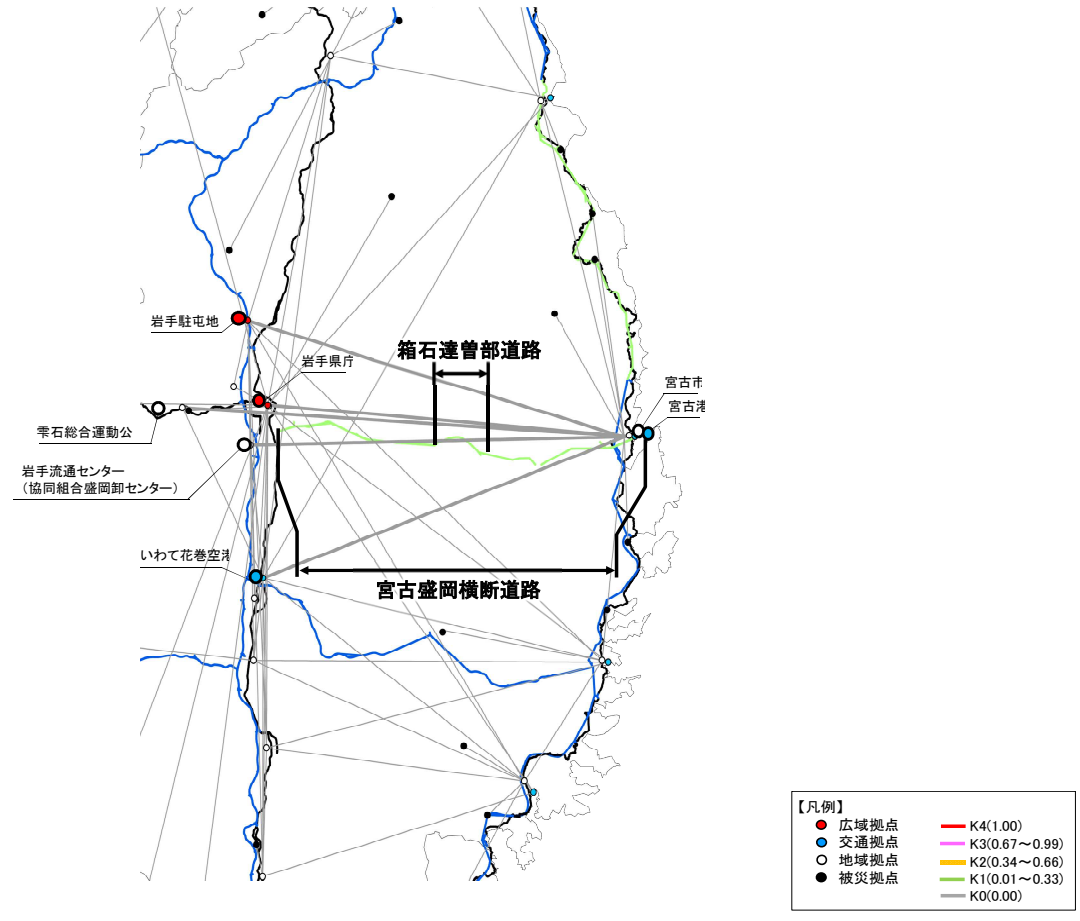 岩手駐屯地
箱石達曽部道路
岩手県庁
宮古市
宮古港
雫石総合運動公
岩手流通センター
(協同組合盛岡卸センター)
いわて花巻空港
宮古盛岡横断道路
【凡例】
広域拠点
交通拠点
地域拠点
被災拠点
K4(1.00)
K3(0.67~0.99)
K2(0.34~0.66)
K1(0.01~0.33)
K0(0.00)